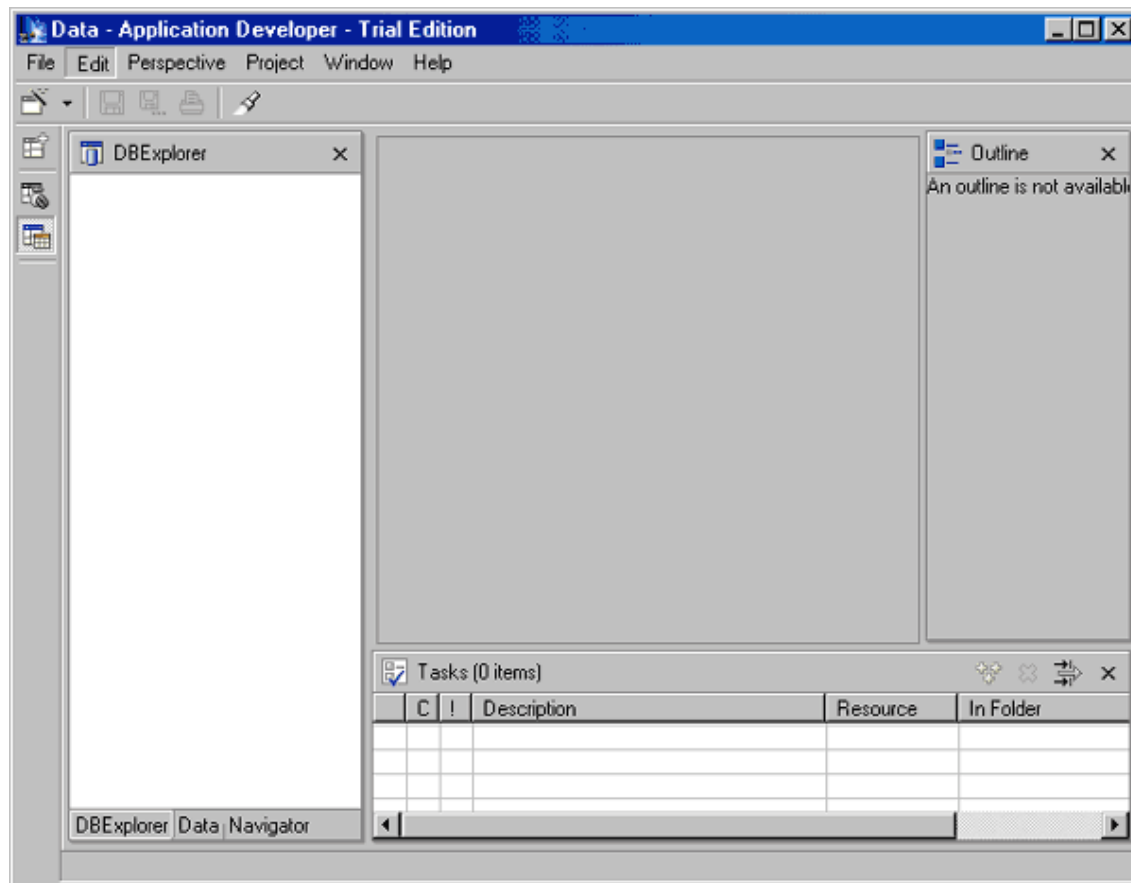 Data - Application Developer - Trial Edition
File Edit Perspective Project Window Help
DBExplorer
Outline
An outline is not availabl
Tasks (0 items)
C ! Description Resource In Folder
DBExplorer Data Navigator